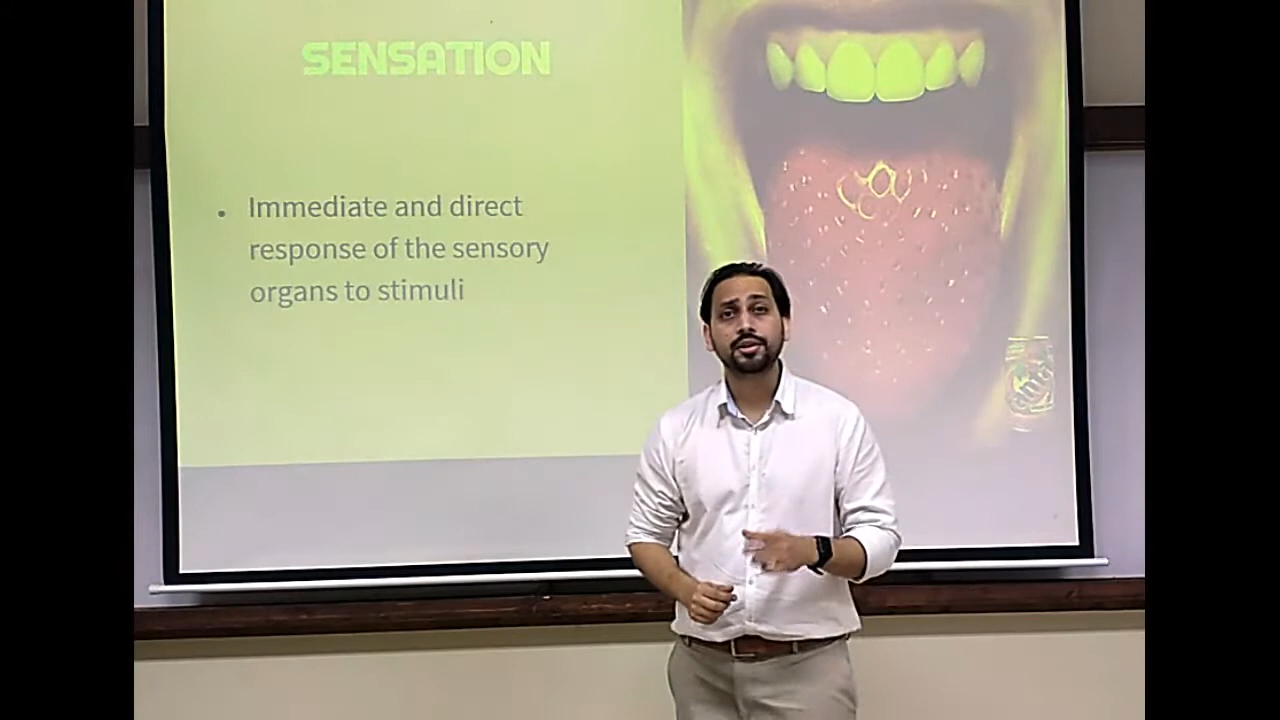 SENSATION
• Immediate and direct
response of the sensory
organs to stimuli